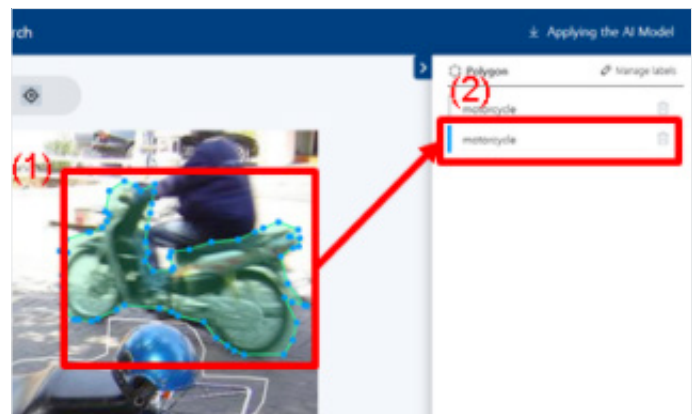 rch
Applying the AI Model
Polygon
Manage labels
(2)
motorcycle
motorcycle
(1)